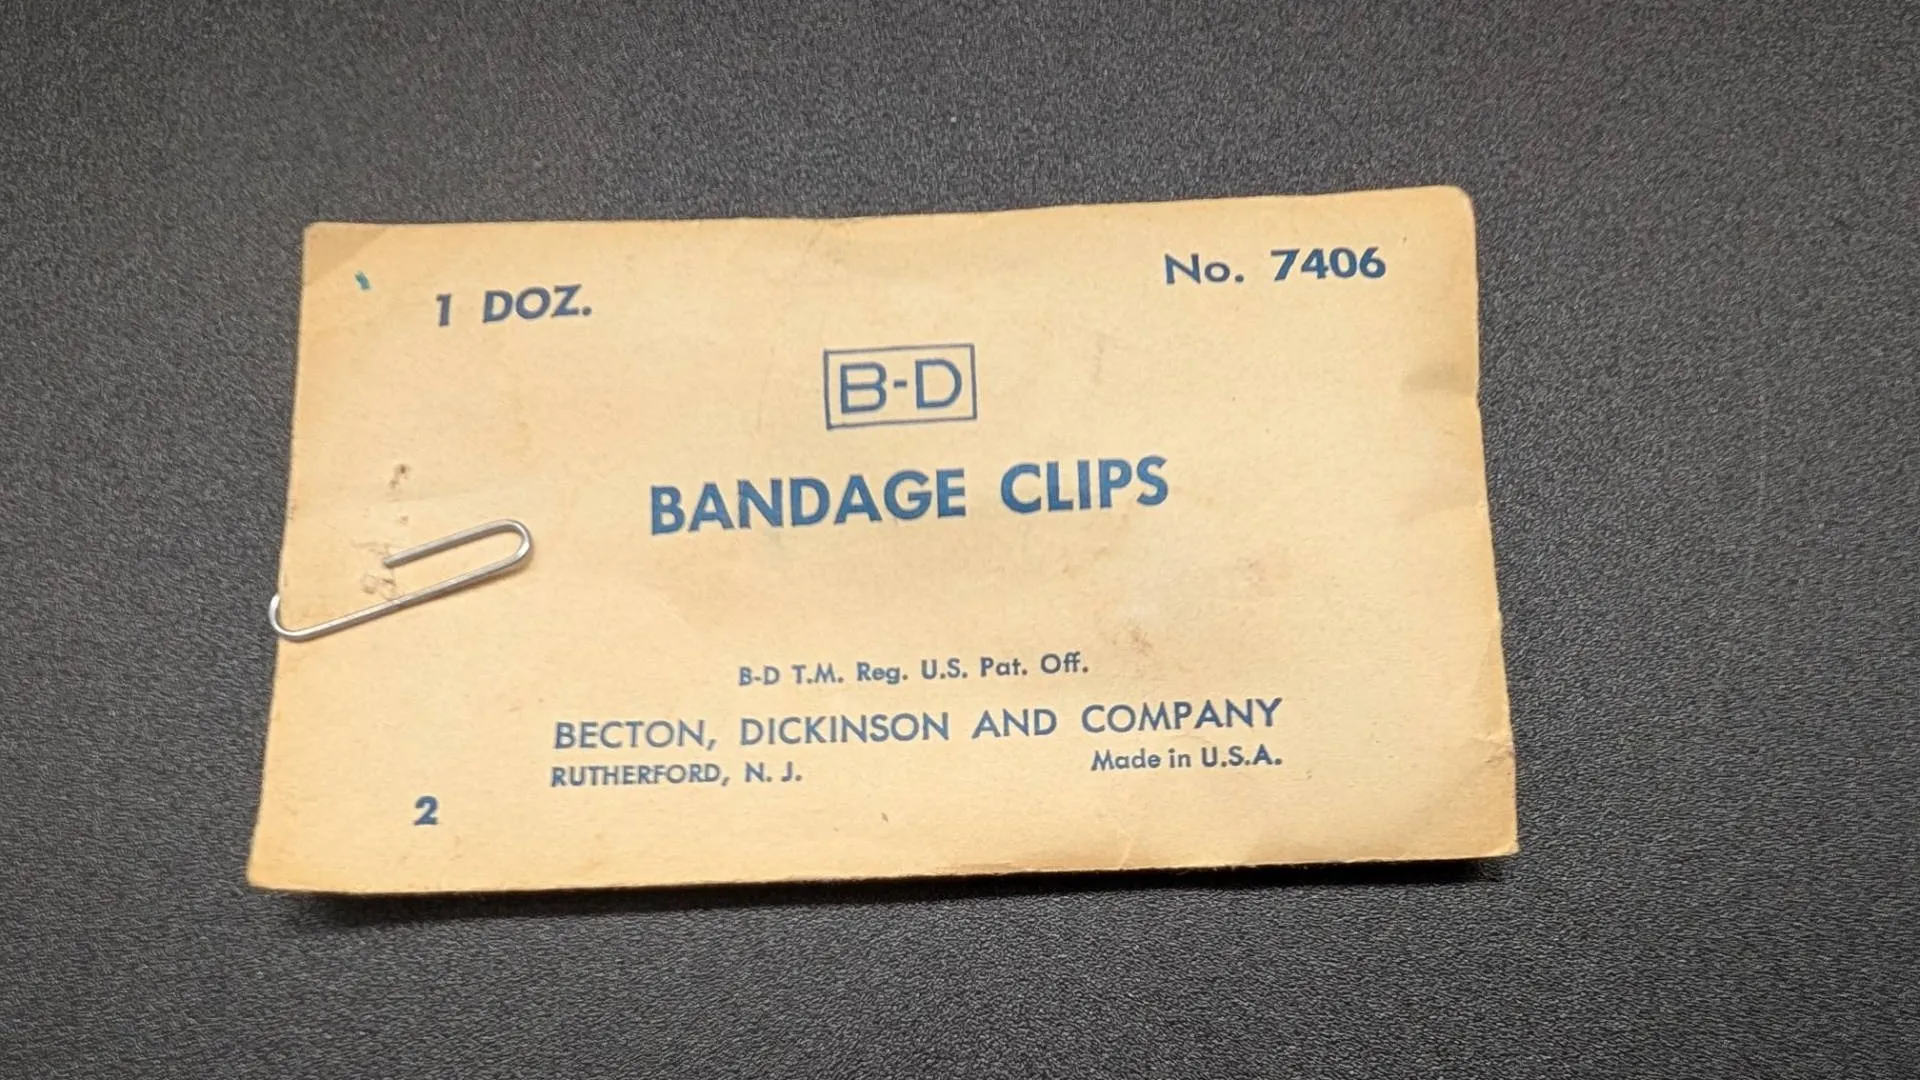 1 DOZ.
No. 7406
B-D
BANDAGE CLIPS
B-D T.M. Reg. U.S. Pat. Off.
BECTON, DICKINSON AND COMPANY
RUTHERFORD, N. J.
Made in U.S.A.
2